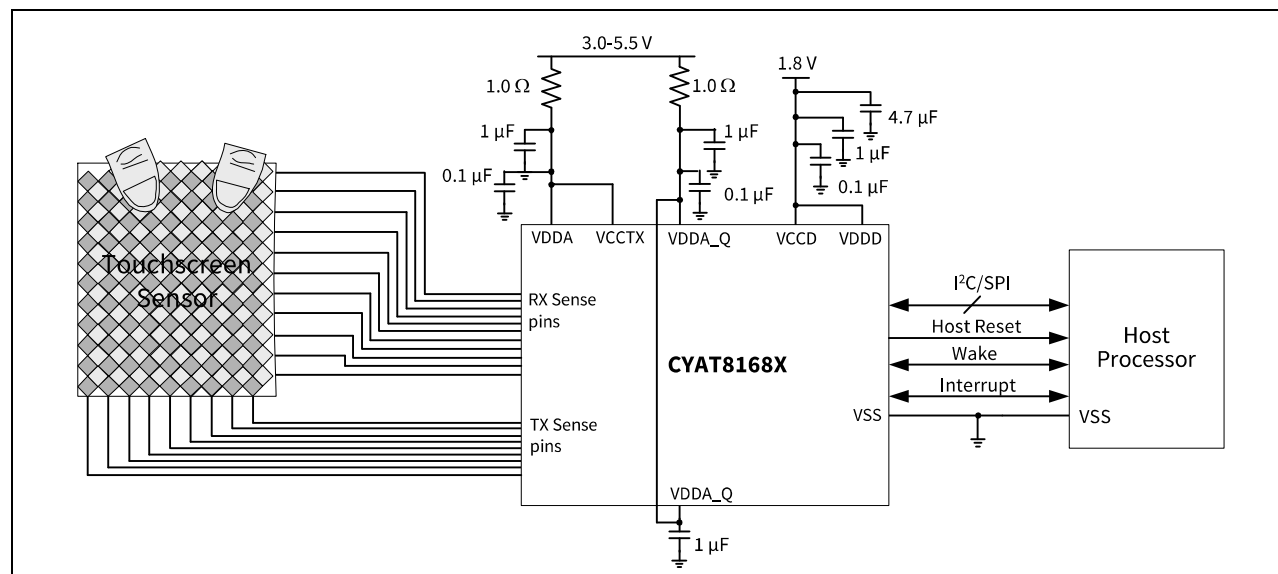 3.0-5.5 V
1.8 V
1.0 Ω
1.0 Ω
4.7 µF
1 µF
1 µF
1 µF
0.1 µF
0.1 µF
0.1 µF
VDDA
VCCTX
VDDA_Q
VCCD
VDDD
Touchscreen
Sensor
RX Sense
pins
I²C/SPI
Host Reset
Host
Processor
Wake
CYAT8168X
Interrupt
TX Sense
pins
VSS
VSS
VDDA_Q
1 µF